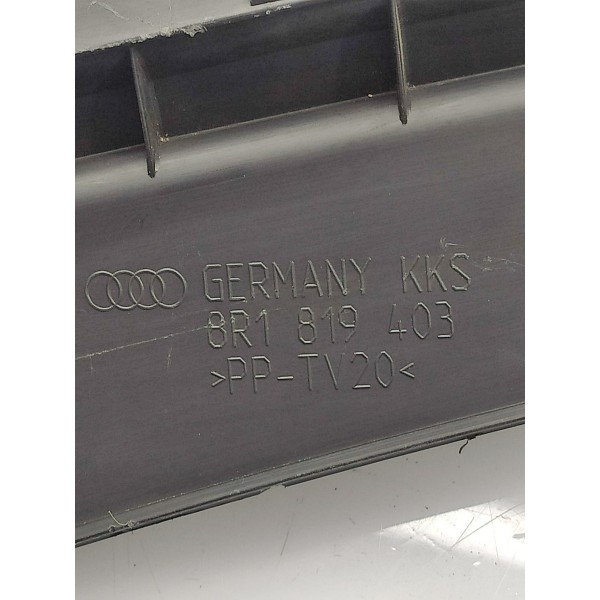 GERMANY KKS
8R1 819 403
>PP-TV20<